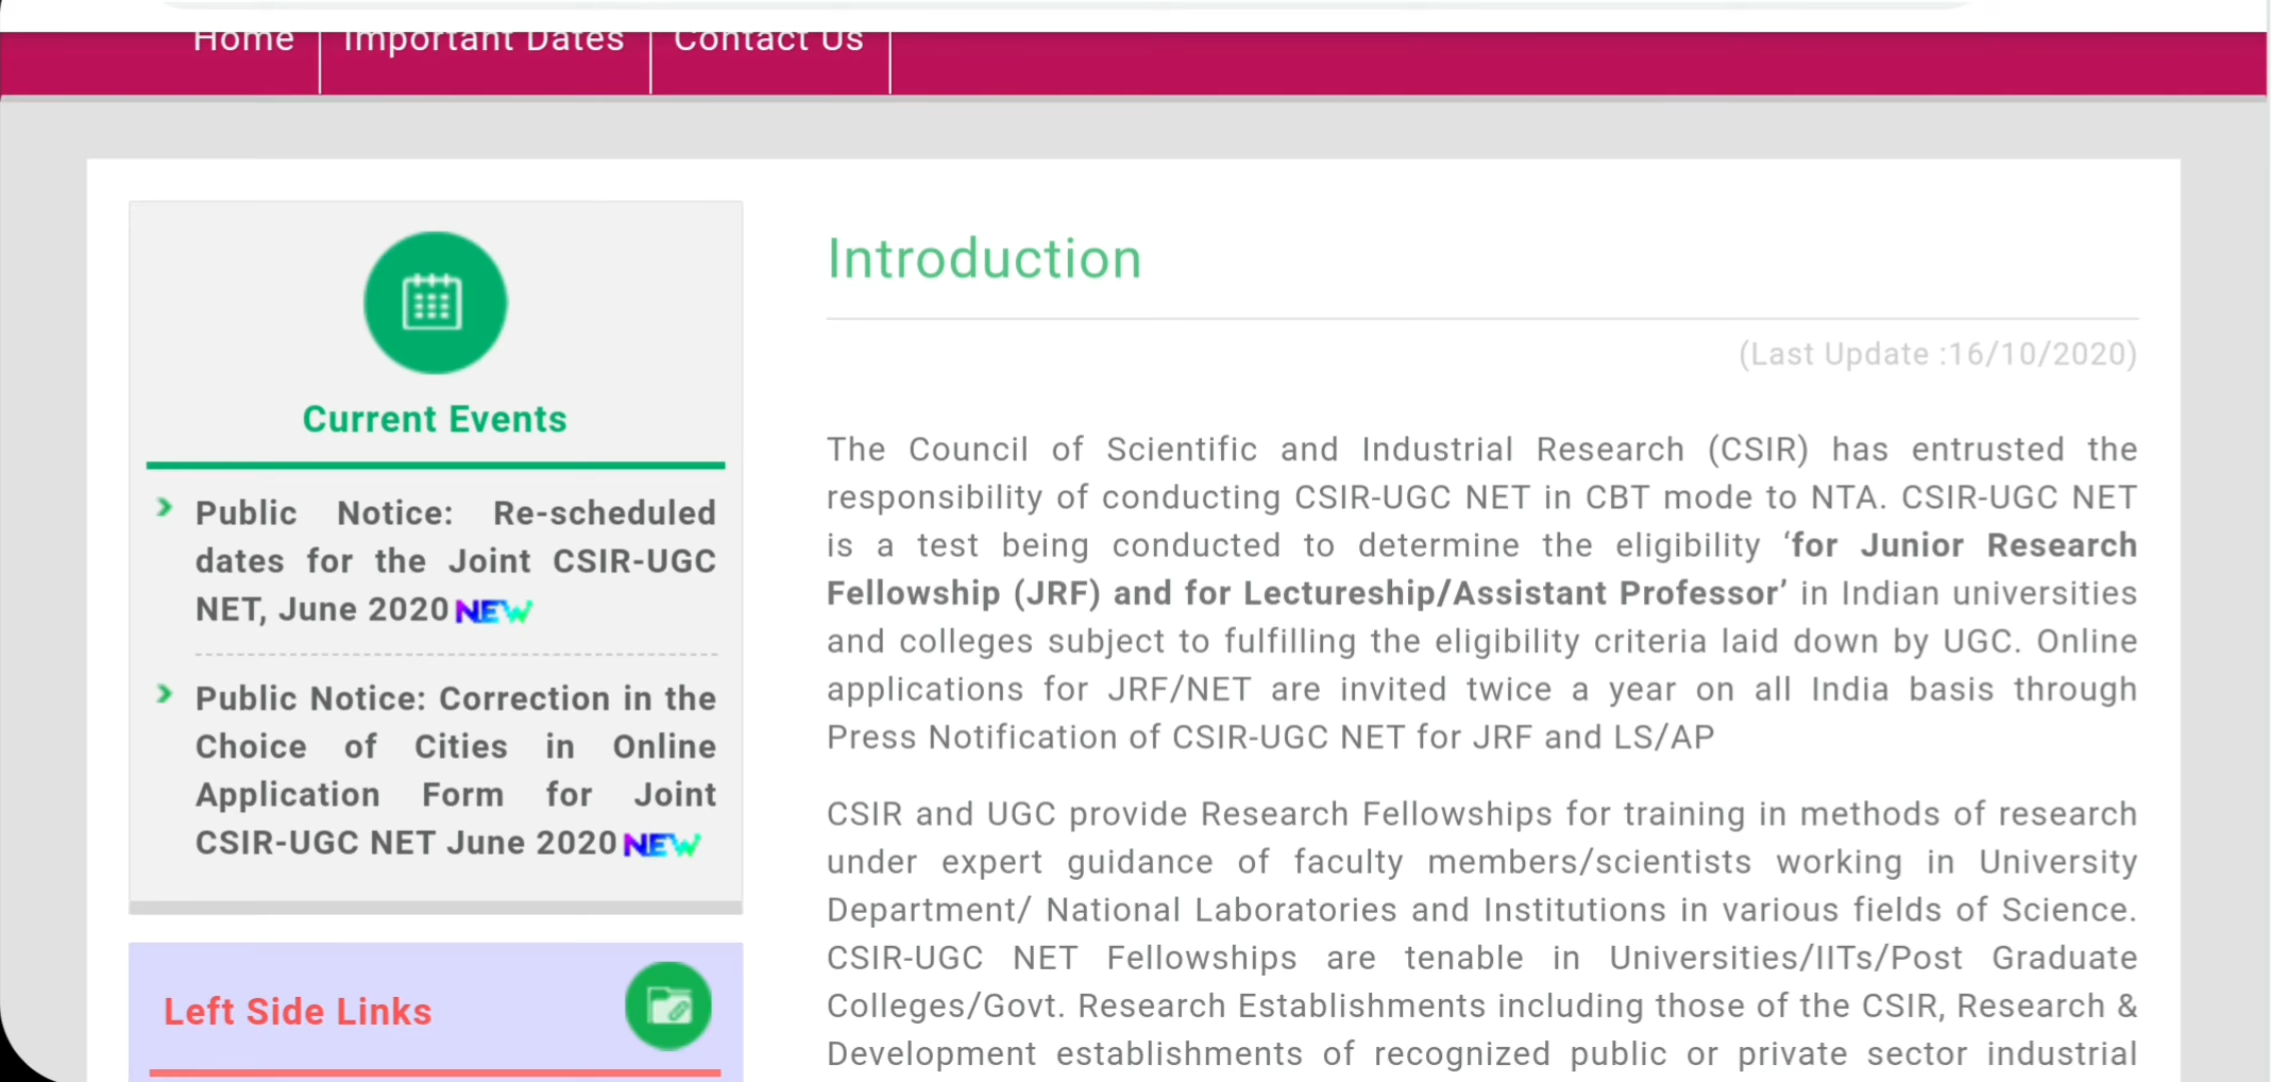 Home
Important Dates
Contact Us
Current Events
Public Notice: Re-scheduled
dates for the Joint CSIR-UGC
NET, June 2020 NEW
Public Notice: Correction in the
Choice of Cities in Online
Application Form for Joint
CSIR-UGC NET June 2020 NEW
Left Side Links
Introduction
(Last Update :16/10/2020)
The Council of Scientific and Industrial Research (CSIR) has entrusted the
responsibility of conducting CSIR-UGC NET in CBT mode to NTA. CSIR-UGC NET
is a test being conducted to determine the eligibility ‘for Junior Research
Fellowship (JRF) and for Lectureship/Assistant Professor’ in Indian universities
and colleges subject to fulfilling the eligibility criteria laid down by UGC. Online
applications for JRF/NET are invited twice a year on all India basis through
Press Notification of CSIR-UGC NET for JRF and LS/AP
CSIR and UGC provide Research Fellowships for training in methods of research
under expert guidance of faculty members/scientists working in University
Department/ National Laboratories and Institutions in various fields of Science.
CSIR-UGC NET Fellowships are tenable in Universities/IITs/Post Graduate
Colleges/Govt. Research Establishments including those of the CSIR, Research &
Development establishments of recognized public or private sector industrial